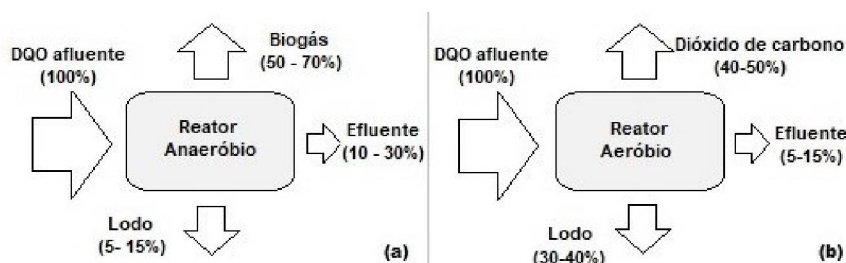 Biogás
(50 - 70%)
DQO afluente
(100%)
Reator
Anaeróbio
Efluente
(10 - 30%)
Lodo
(5- 15%)
(a)
Dióxido de carbono
(40-50%)
DQO afluente
(100%)
Reator
Aeróbio
Efluente
(5-15%)
Lodo
(30-40%)
(b)